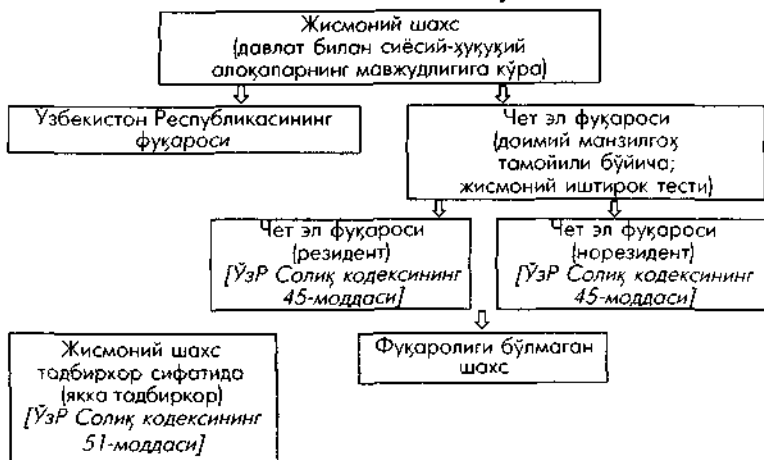 Жисмоний шахс
(давлат билан сиёсий-ҳуқуқий
алоқапарнинг мавжудлигига кўра)
Узбекистон Республикасининг
фуқароси
Чет эл фуқароси
(доимий манзилгоҳ
тамойили бўйича;
жисмоний иштирок тести)
Чет эл фуқароси
(резидент)
[ЎзР Солиқ кодексининг
45-моддаси]
Чет эл фуқароси
(норезидент)
[ЎзР Солиқ кодексининг
45-моддаси]
Жисмоний шахс
тадбиркор сифатида
(якка тадбиркор)
[ЎзР Солиқ кодексининг
51-моддаси]
Фуқаролиги бўлмаган
шахс